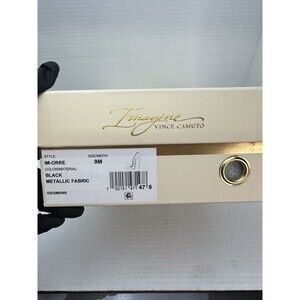 Imagine
VINCE CAMUTO
STYLE: SIZE/WIDTH
IM-ORRE 9M
COLOR/MATERIAL:
BLACK
METALLIC FABRIC